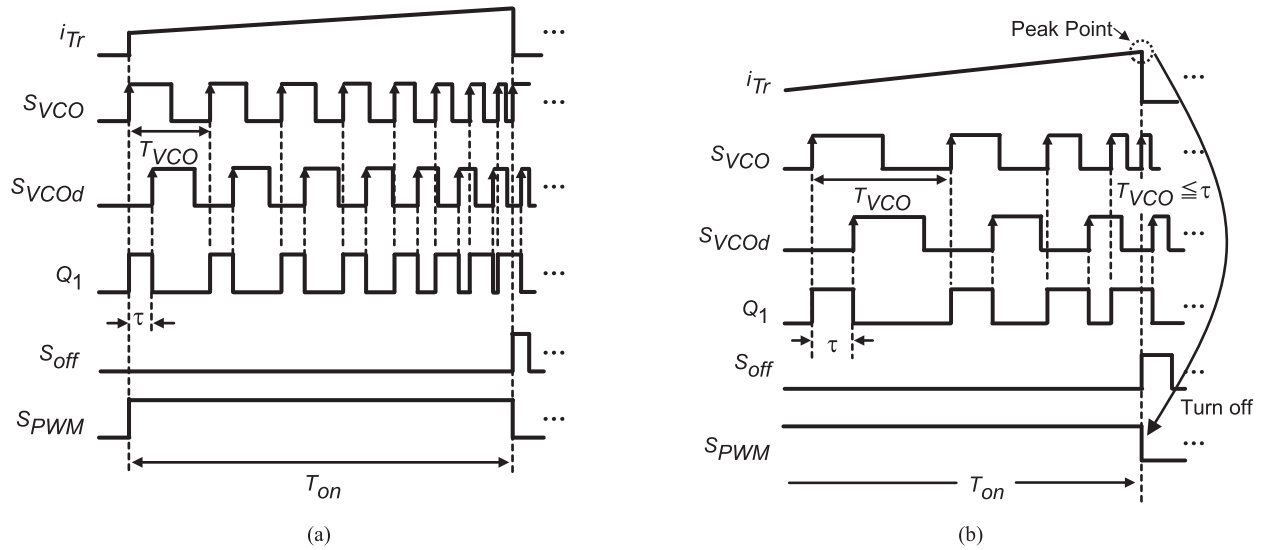 i_Tr
...
S_VCO
...
T_VCO
S_VCOd
...
Q_1
...
τ
S_off
...
S_PWM
...
T_on
(a)
Peak Point
i_Tr
...
S_VCO
...
T_VCO
T_VCO ≦ τ
S_VCOd
...
Q_1
...
τ
S_off
...
Turn off
S_PWM
...
T_on
(b)